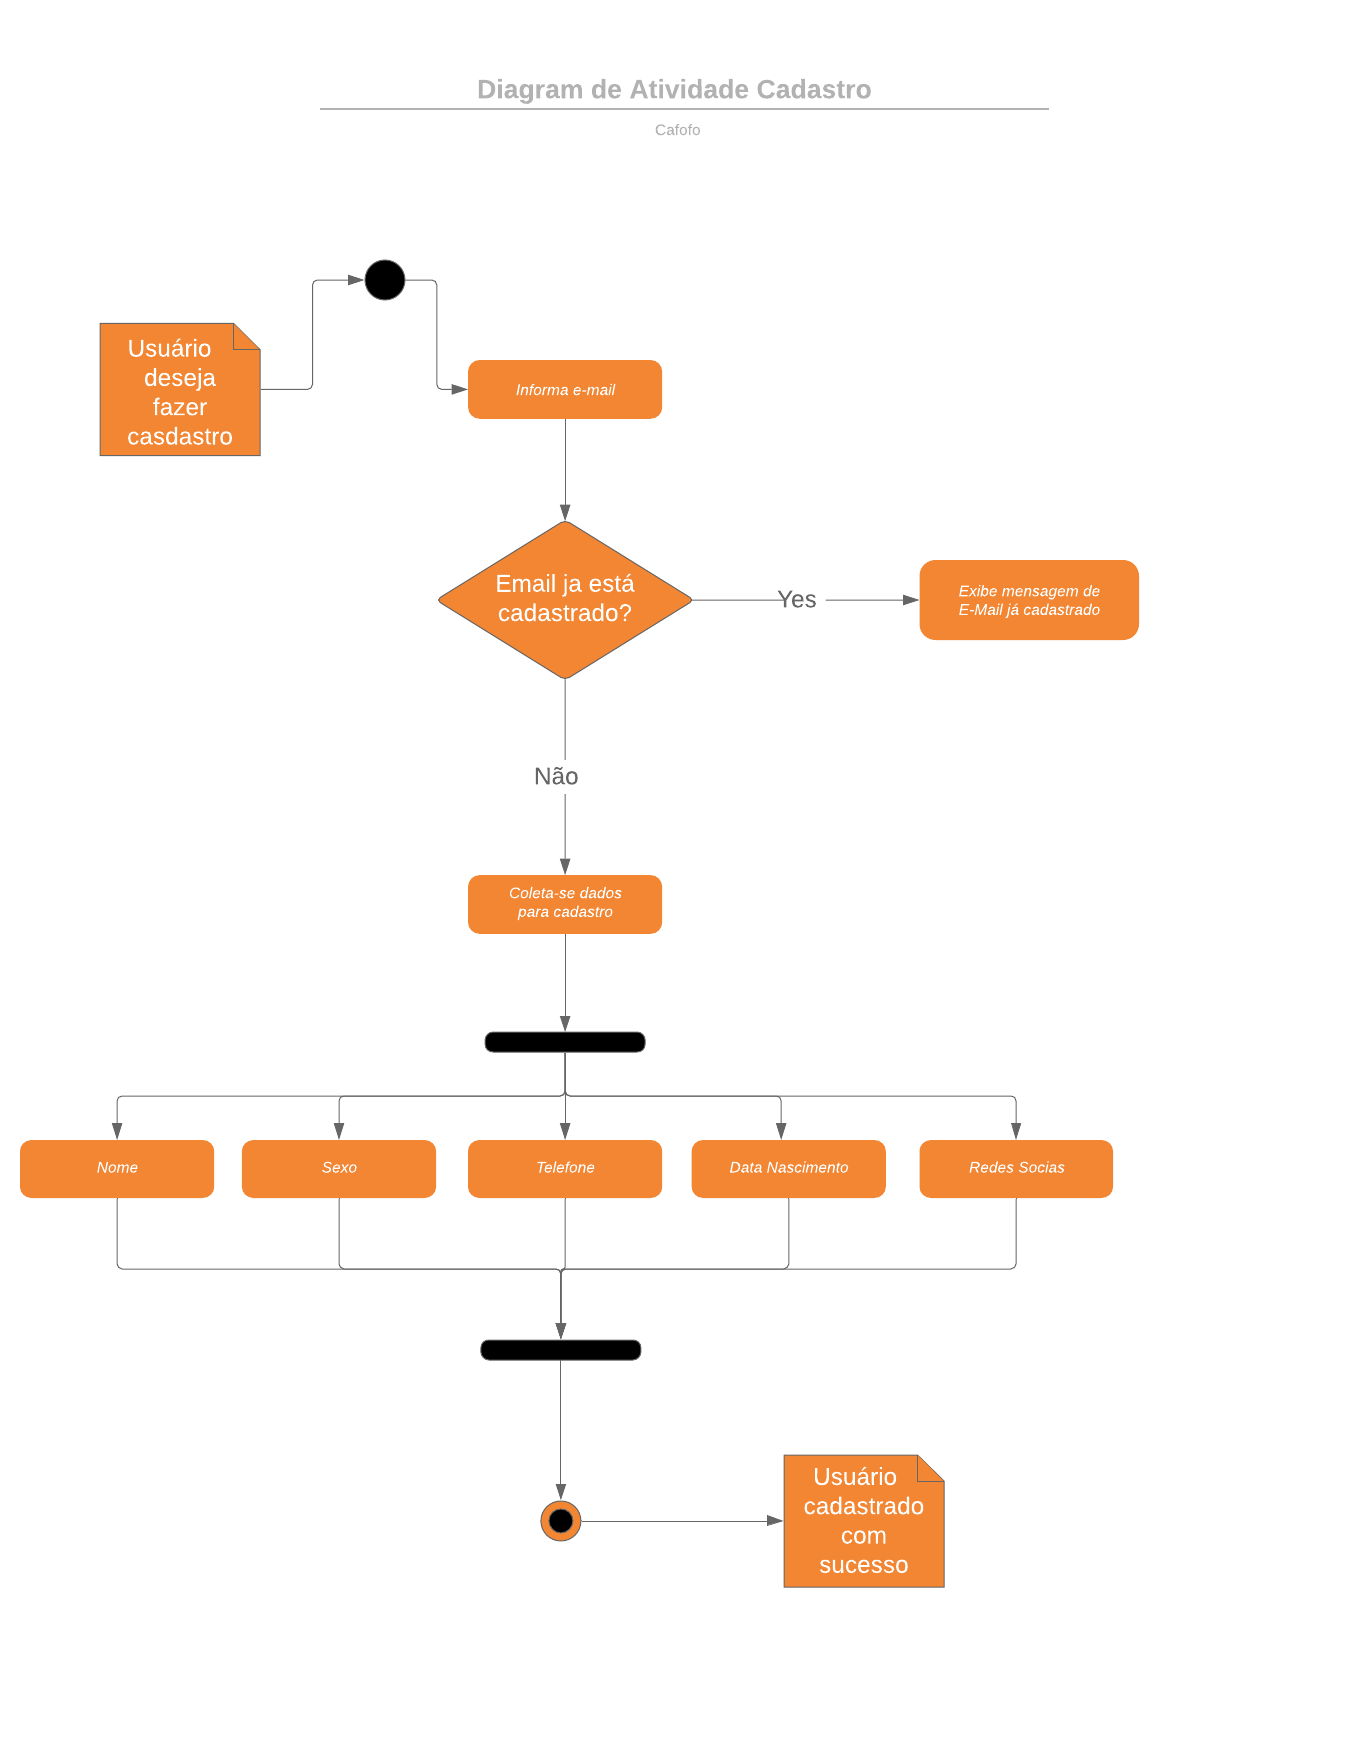 Diagram de Atividade Cadastro
Cafofo
Usuário
deseja
fazer
casdastro
Informa e-mail
Email ja está
cadastrado?
Yes
Exibe mensagem de
E-Mail já cadastrado
Não
Coleta-se dados
para cadastro
Nome
Sexo
Telefone
Data Nascimento
Redes Socias
Usuário
cadastrado
com
sucesso